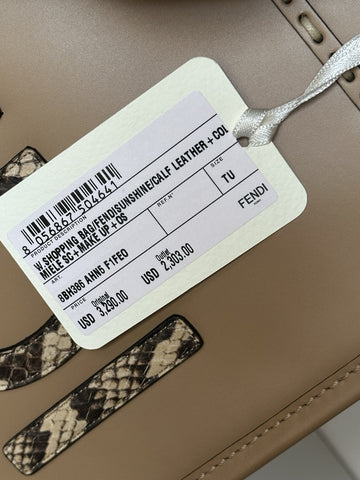 8 056867 504641
PRODUCT DESCRIPTION
W. SHOPPING BAG/FENDISUNSHINE/CALF LEATHER+COL
MIELE SC+MAKE UP+OS
ART.
REF.N°
SIZE
8BH386 AHN5 F1FEO
TU
PRICE
Original
Outlet
USD 3,290.00
USD 2,303.00
FENDI